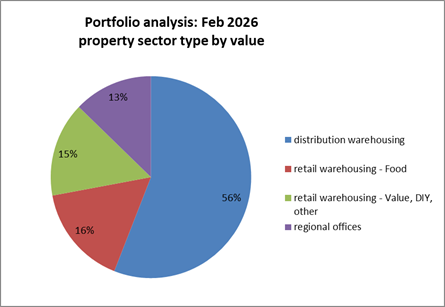 Portfolio analysis: Feb 2026
property sector type by value
13%
15%
56%
16%
distribution warehousing
retail warehousing - Food
retail warehousing - Value, DIY,
other
regional offices